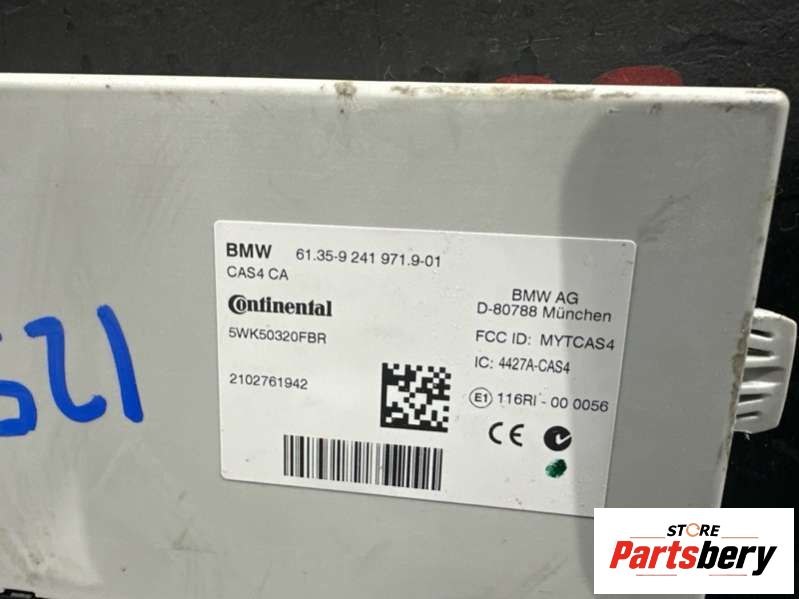 BMW 61.35-9 241 971.9-01
CAS4 CA
Continental
5WK50320FBR
2102761942
BMW AG
D-80788 München
FCC ID: MYTCAS4
IC: 4427A-CAS4
E1 116RI - 00 0056
CE
STORE
Partsbery